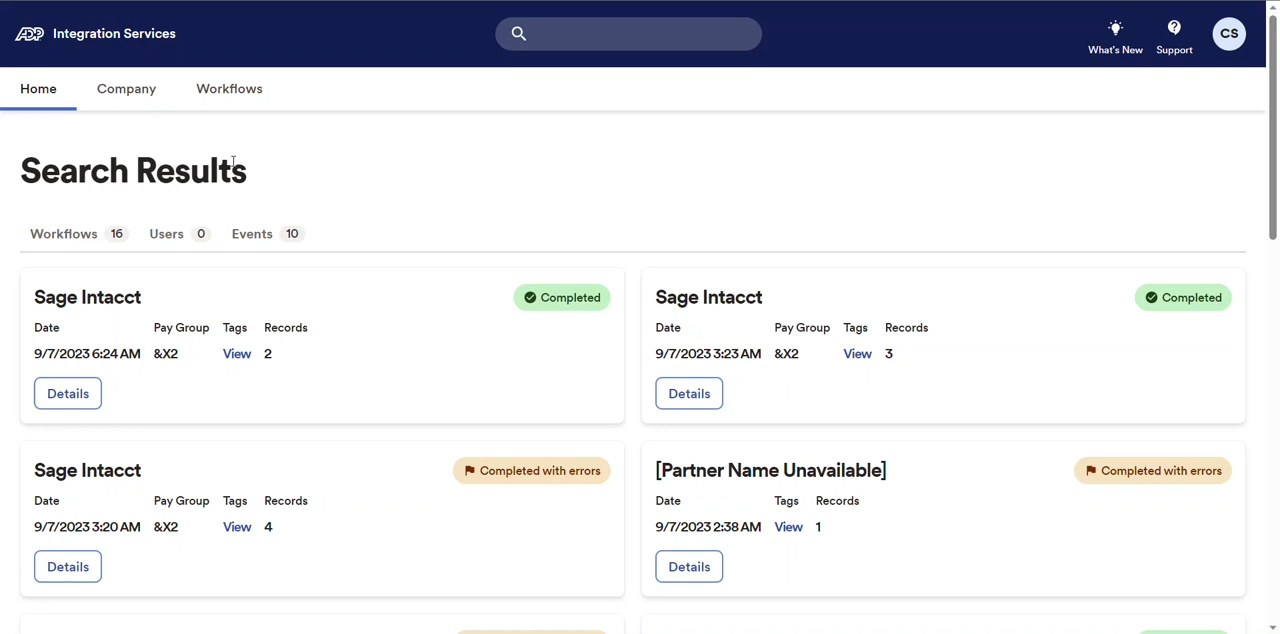 ADP Integration Services
What's New
Support
CS
Home Company Workflows
Search Results
Workflows 16 Users 0 Events 10
Sage Intacct
Completed
Date Pay Group Tags Records
9/7/2023 6:24 AM &X2 View 2
Details
Sage Intacct
Completed
Date Pay Group Tags Records
9/7/2023 3:23 AM &X2 View 3
Details
Sage Intacct
Completed with errors
Date Pay Group Tags Records
9/7/2023 3:20 AM &X2 View 4
Details
[Partner Name Unavailable]
Completed with errors
Date Tags Records
9/7/2023 2:38 AM View 1
Details